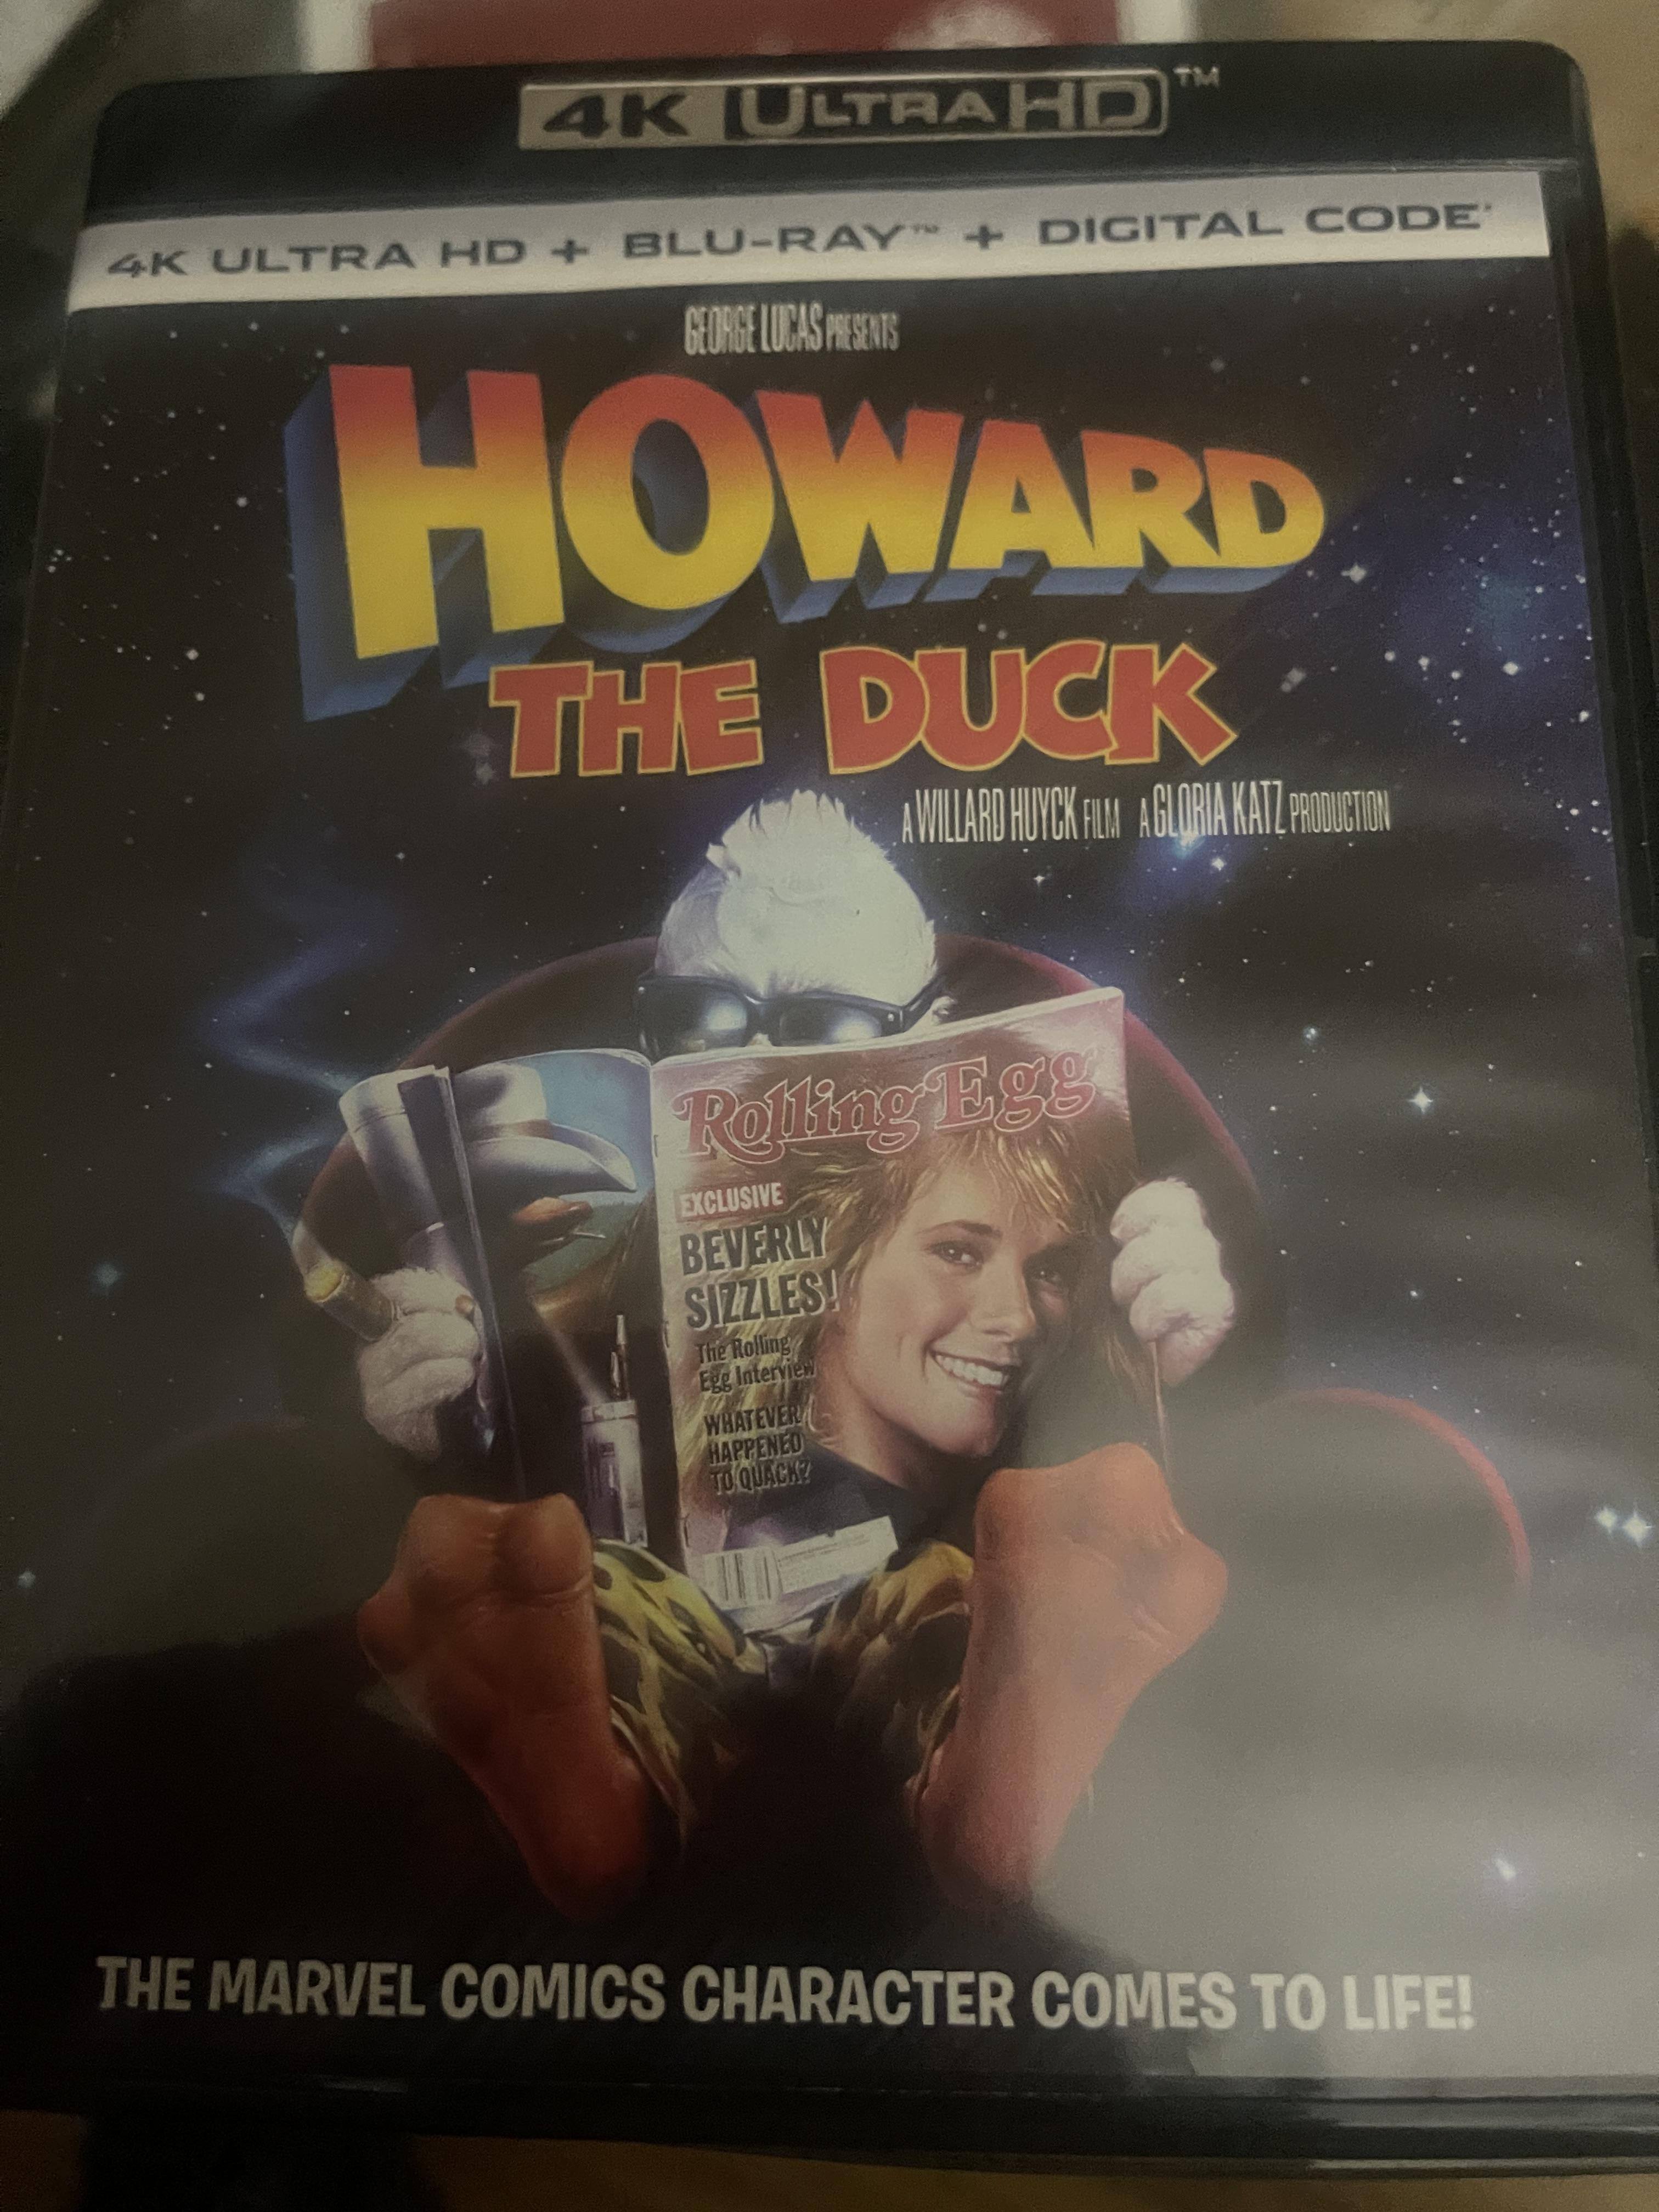 4K ULTRA HD™
4K ULTRA HD + BLU-RAY™ + DIGITAL CODE*
GEORGE LUCAS PRESENTS
HOWARD
THE DUCK
A WILLARD HUYCK FILM A GLORIA KATZ PRODUCTION
Rolling Egg
EXCLUSIVE
BEVERLY
SIZZLES!
The Rolling
Egg Interview
WHATEVER
HAPPENED
TO QUACK?
THE MARVEL COMICS CHARACTER COMES TO LIFE!